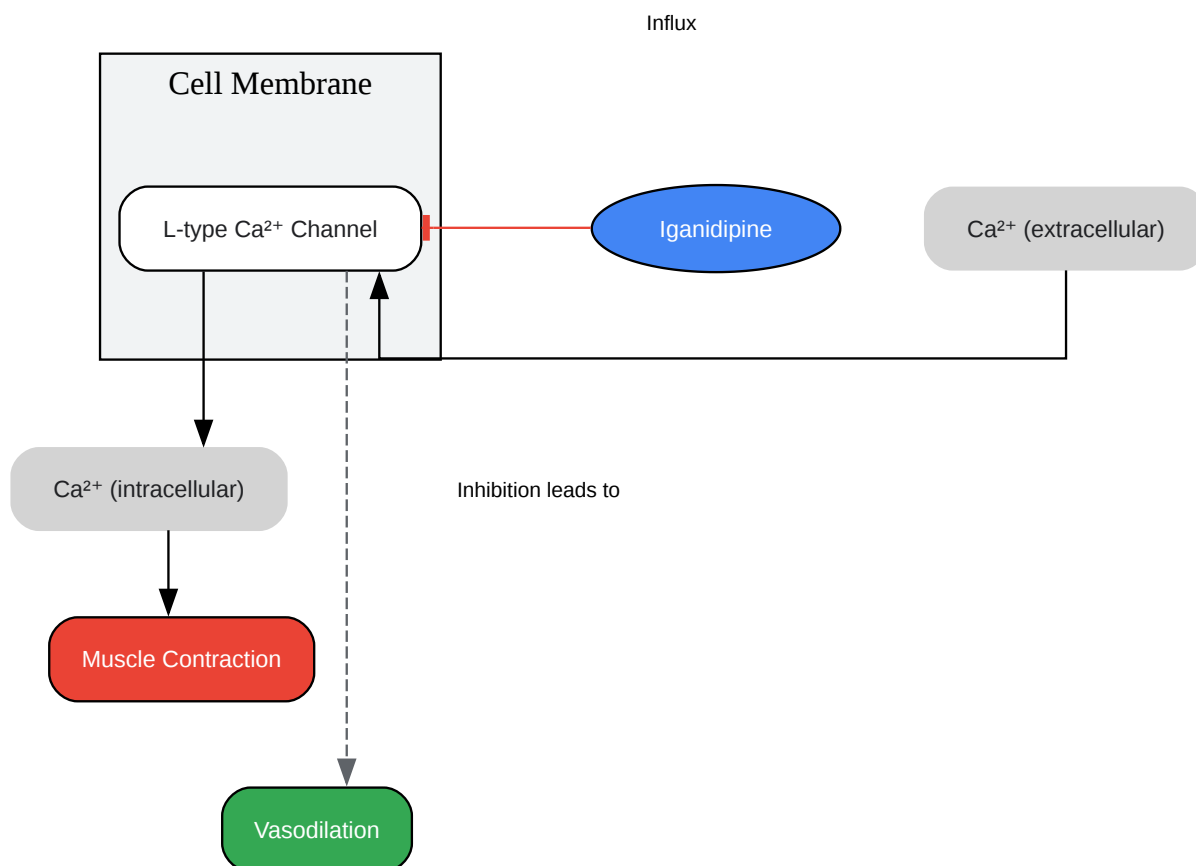 Influx
Cell Membrane
L-type Ca²⁺ Channel
Iganidipine
Ca²⁺ (extracellular)
Ca²⁺ (intracellular)
Inhibition leads to
Muscle Contraction
Vasodilation